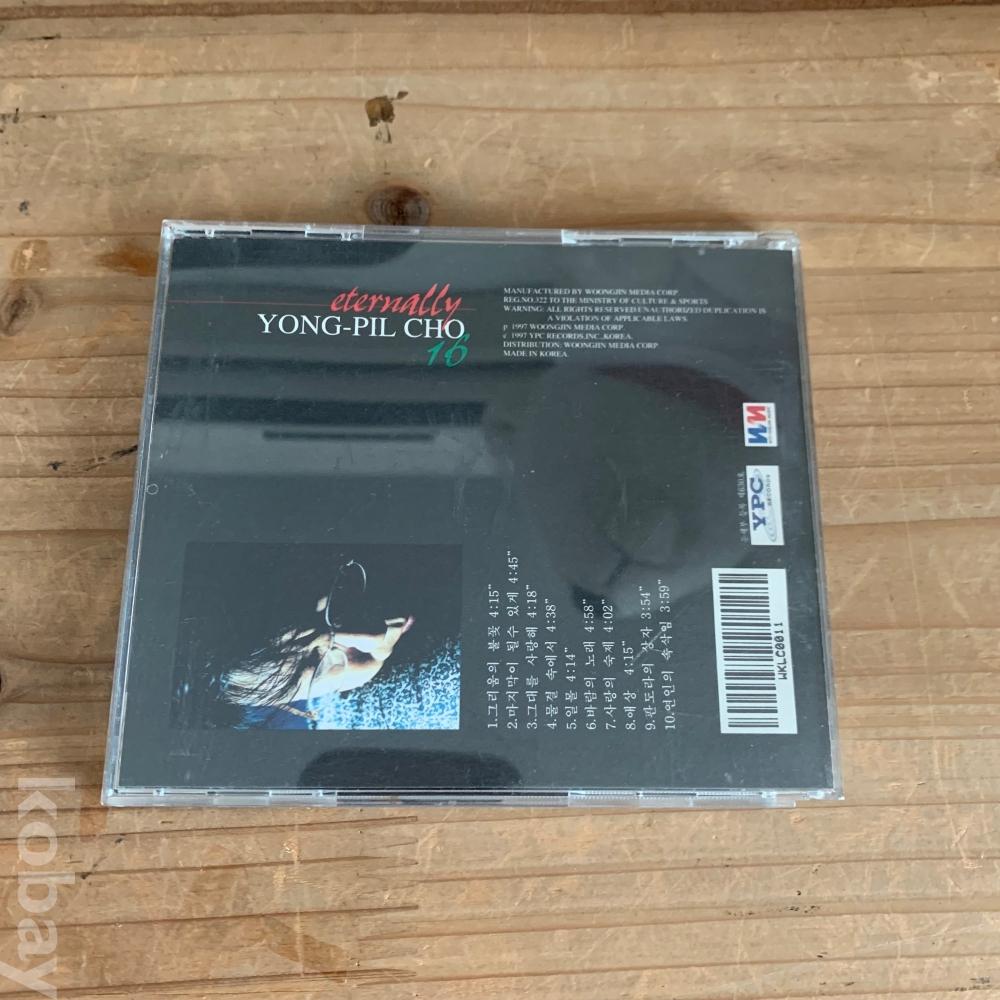 eternally
YONG-PIL CHO
16
MANUFACTURED BY WOONGJIN MEDIA CORP
REG.NO.322 TO THE MINISTRY OF CULTURE & SPORTS
WARNING: ALL RIGHTS RESERVED UNAUTHORIZED DUPLICATION IS
A VIOLATION OF APPLICABLE LAWS.
p 1997 WOONGJIN MEDIA CORP
c 1997 YPC RECORDS,INC.,KOREA.
DISTRIBUTION: WOONGJIN MEDIA CORP
MADE IN KOREA.
YPC
RECORDS
1.그리움의 불꽃 4:15"
2.마지막이 될수 있게 4:45"
3.그대를 사랑해 4:18"
4.물결 속에서 4:38"
5.일몰 4:14"
6.바람의 노래 4:58"
7.사랑의 숙제 4:02"
8.애상 4:15"
9.판도라의 상자 3:54"
10.연인의 속삭임 3:59"
WKLC0011
kobay